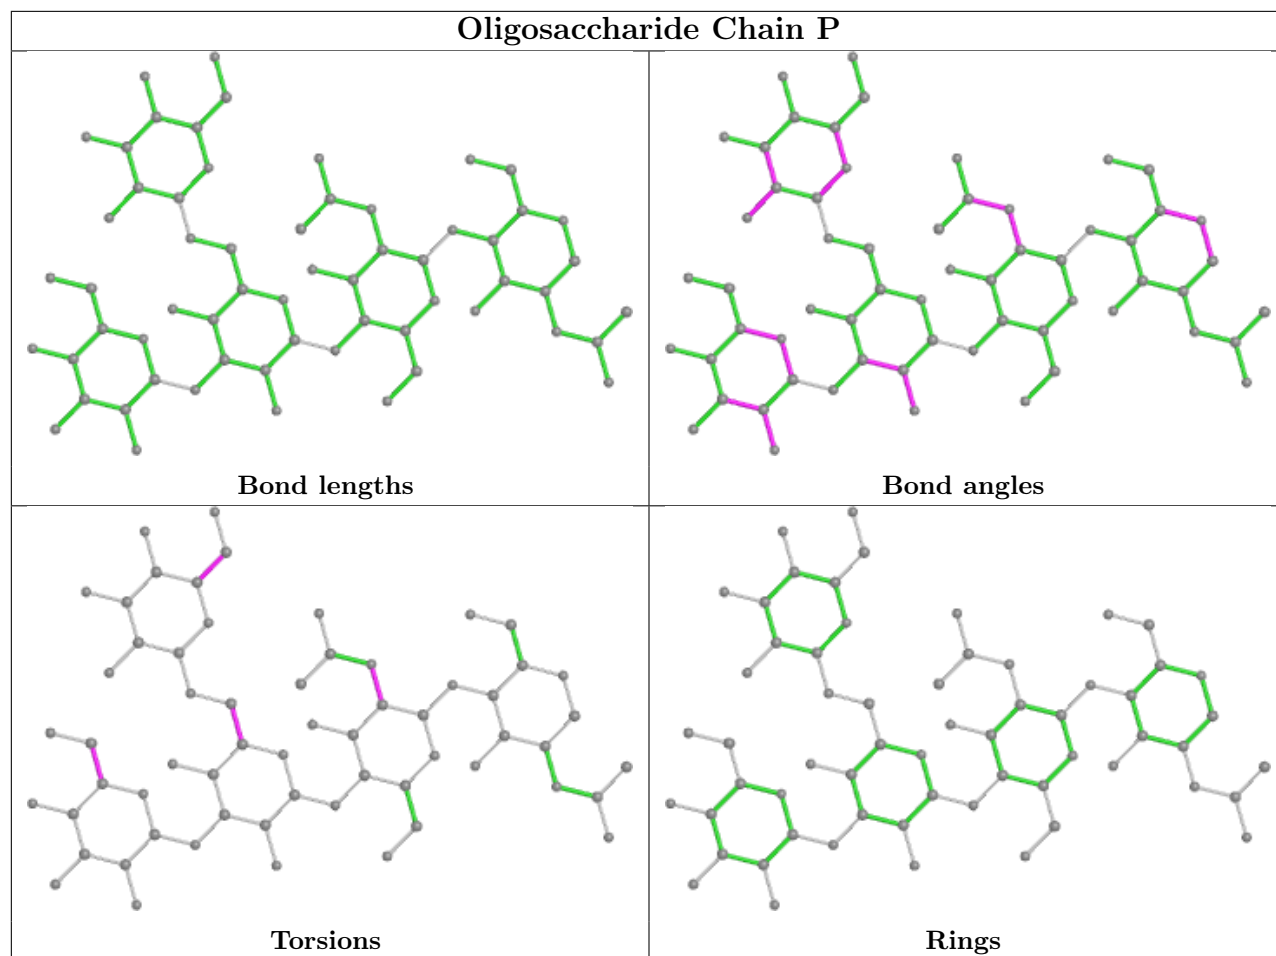 Oligosaccharide Chain P
Bond lengths
Bond angles
Torsions
Rings